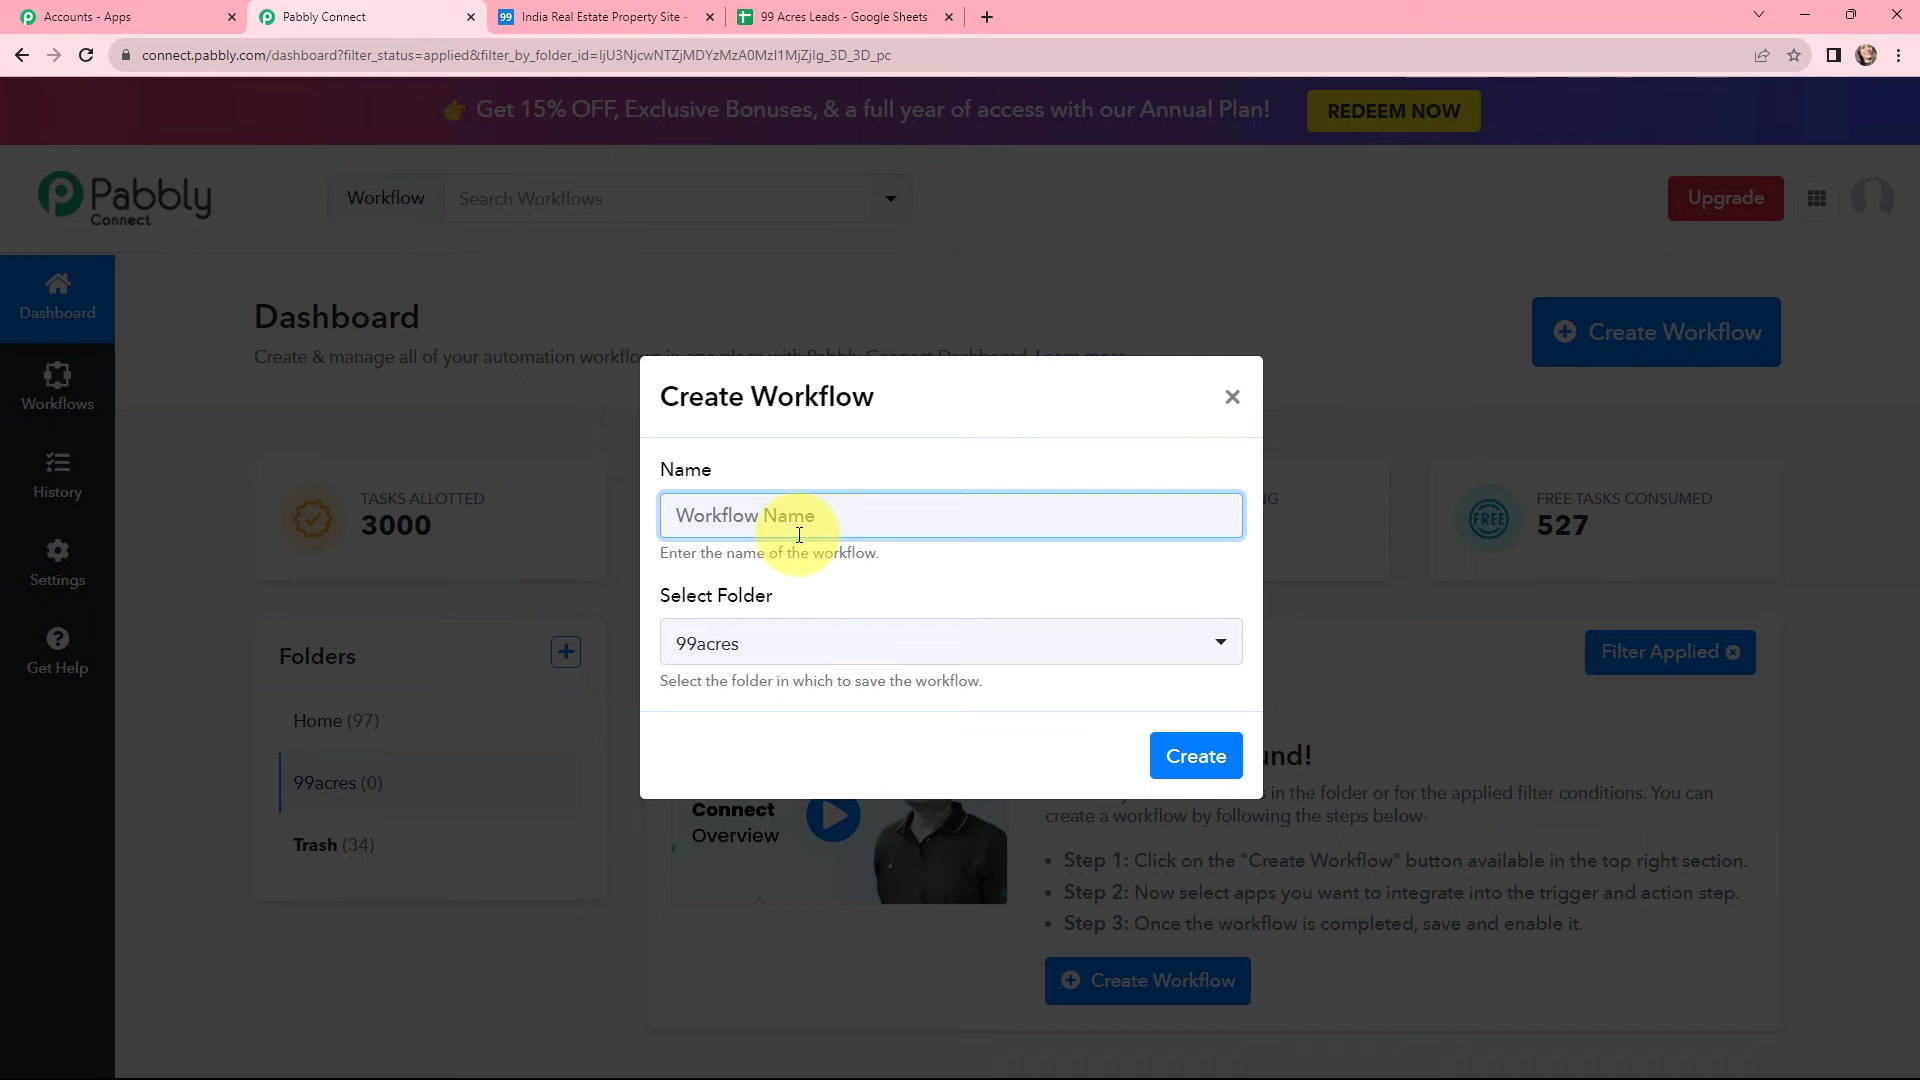 Accounts - Apps
Pabbly Connect
India Real Estate Property Site -
99 Acres Leads - Google Sheets
connect.pabbly.com/dashboard?filter_status=applied&filter_by_folder_id=IjU3NjcwNTZjMDYzMzA0MzI1MjZjIg_3D_3D_pc
👉 Get 15% OFF, Exclusive Bonuses, & a full year of access with our Annual Plan!
REDEEM NOW
Pabbly
Connect
Workflow
Search Workflows
Upgrade
Dashboard
Workflows
History
Settings
Get Help
Dashboard
Create & manage all of your automation workflows in one place with Pabbly Connect Dashboard. Learn more
Create Workflow
TASKS ALLOTTED
3000
FREE TASKS CONSUMED
527
FREE
Folders
Home (97)
99acres (0)
Trash (34)
Create Workflow
Name
Workflow Name
Enter the name of the workflow.
Select Folder
99acres
Select the folder in which to save the workflow.
Create
Filter Applied
Connect
Overview
in the folder or for the applied filter conditions. You can
create a workflow by following the steps below-
• Step 1: Click on the "Create Workflow" button available in the top right section.
• Step 2: Now select apps you want to integrate into the trigger and action step.
• Step 3: Once the workflow is completed, save and enable it.
Create Workflow